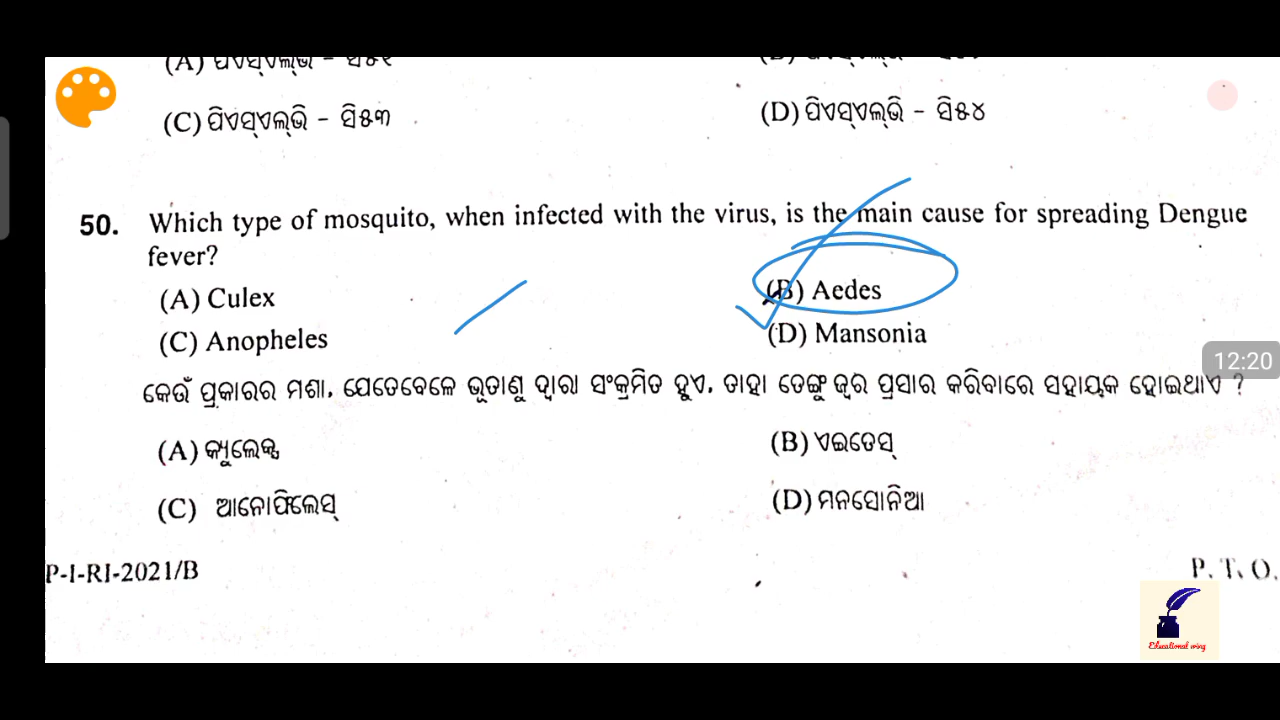 (C) ପିଏସ୍ଏଲ୍ଭି - ସି୫୩ (D) ପିଏସ୍ଏଲ୍ଭି - ସି୫୪
50. Which type of mosquito, when infected with the virus, is the main cause for spreading Dengue
fever?
(A) Culex (B) Aedes
(C) Anopheles (D) Mansonia
12:20
କେଉଁ ପ୍ରକାରର ମଶା, ଯେତେବେଳେ ଭୂତାଣୁ ଦ୍ୱାରା ସଂକ୍ରମିତ ହୁଏ, ତାହା ଡେଙ୍ଗୁ ଜ୍ୱର ପ୍ରସାର କରିବାରେ ସହାୟକ ହୋଇଥାଏ ?
(A) କ୍ୟୁଲେକ୍ସ (B) ଏଇଡେସ୍
(C) ଆନୋଫିଲେସ୍ (D) ମନସୋନିଆ
P-I-RI-2021/B P. T. O.
Educational wing